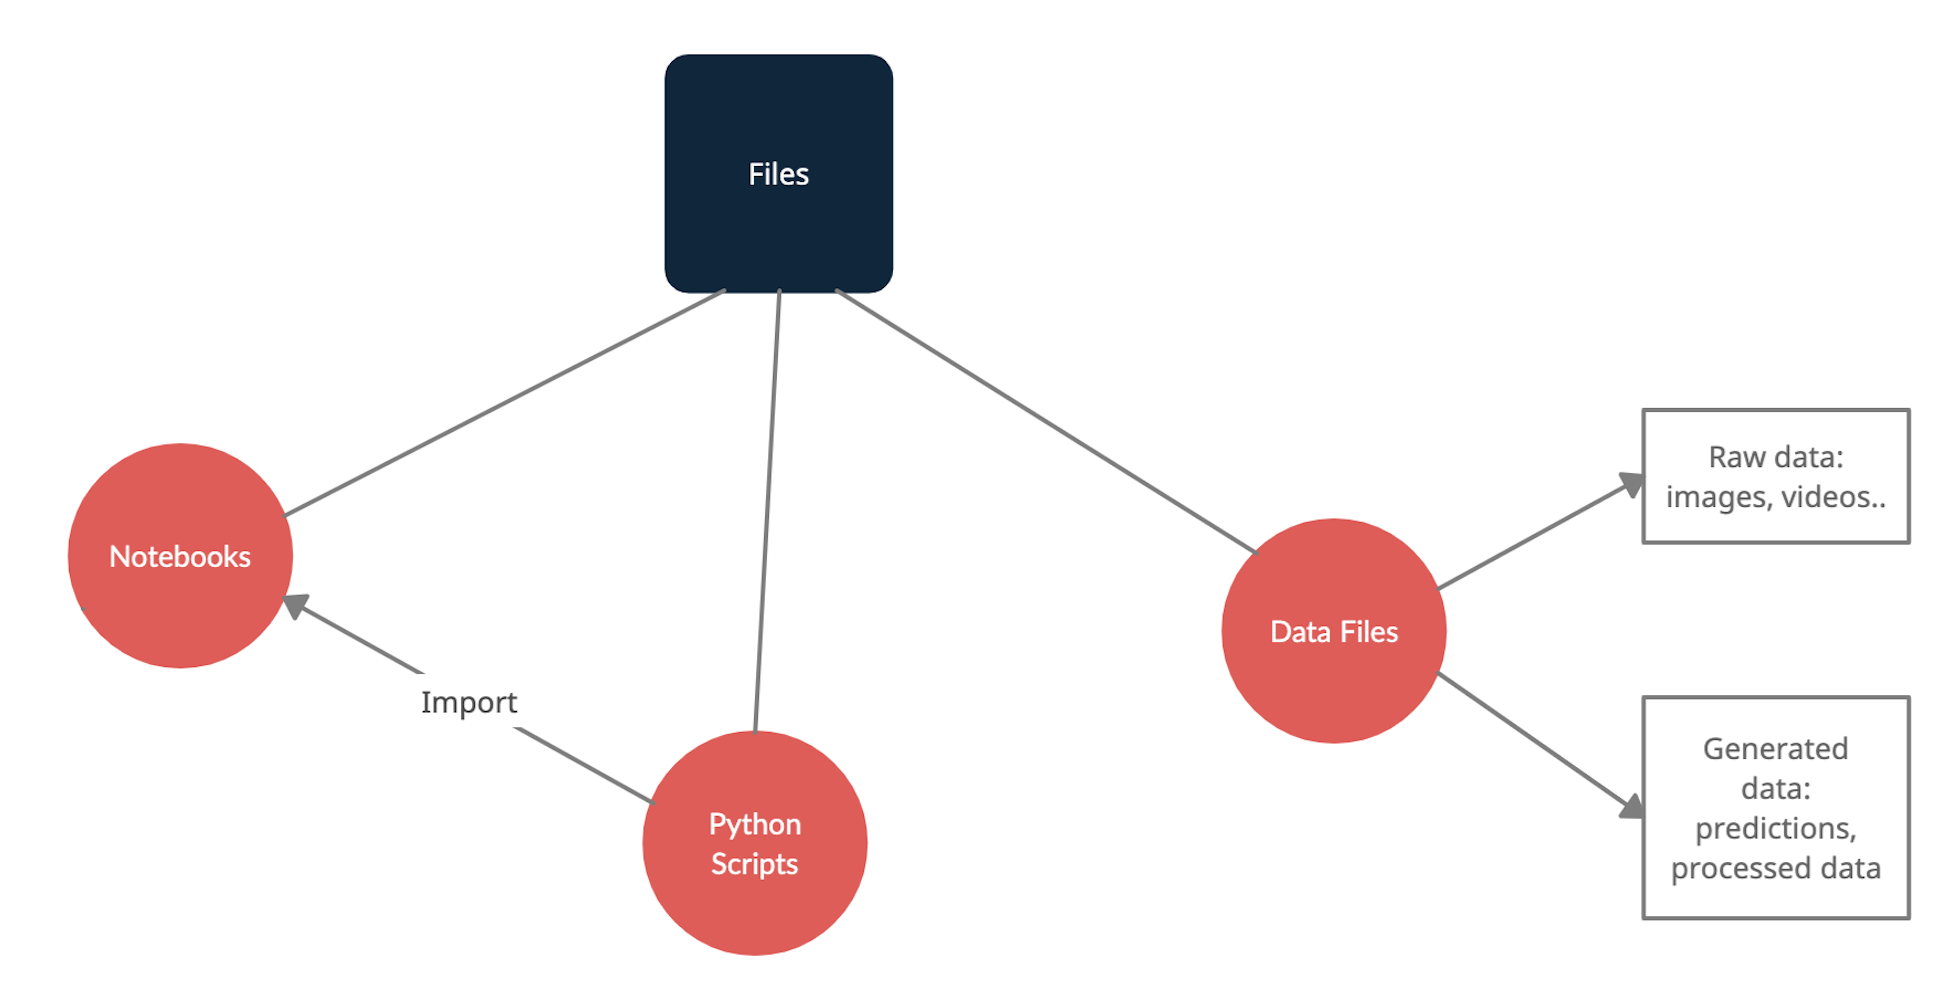 Files
Notebooks
Import
Python
Scripts
Data Files
Raw data:
images, videos..
Generated
data:
predictions,
processed data